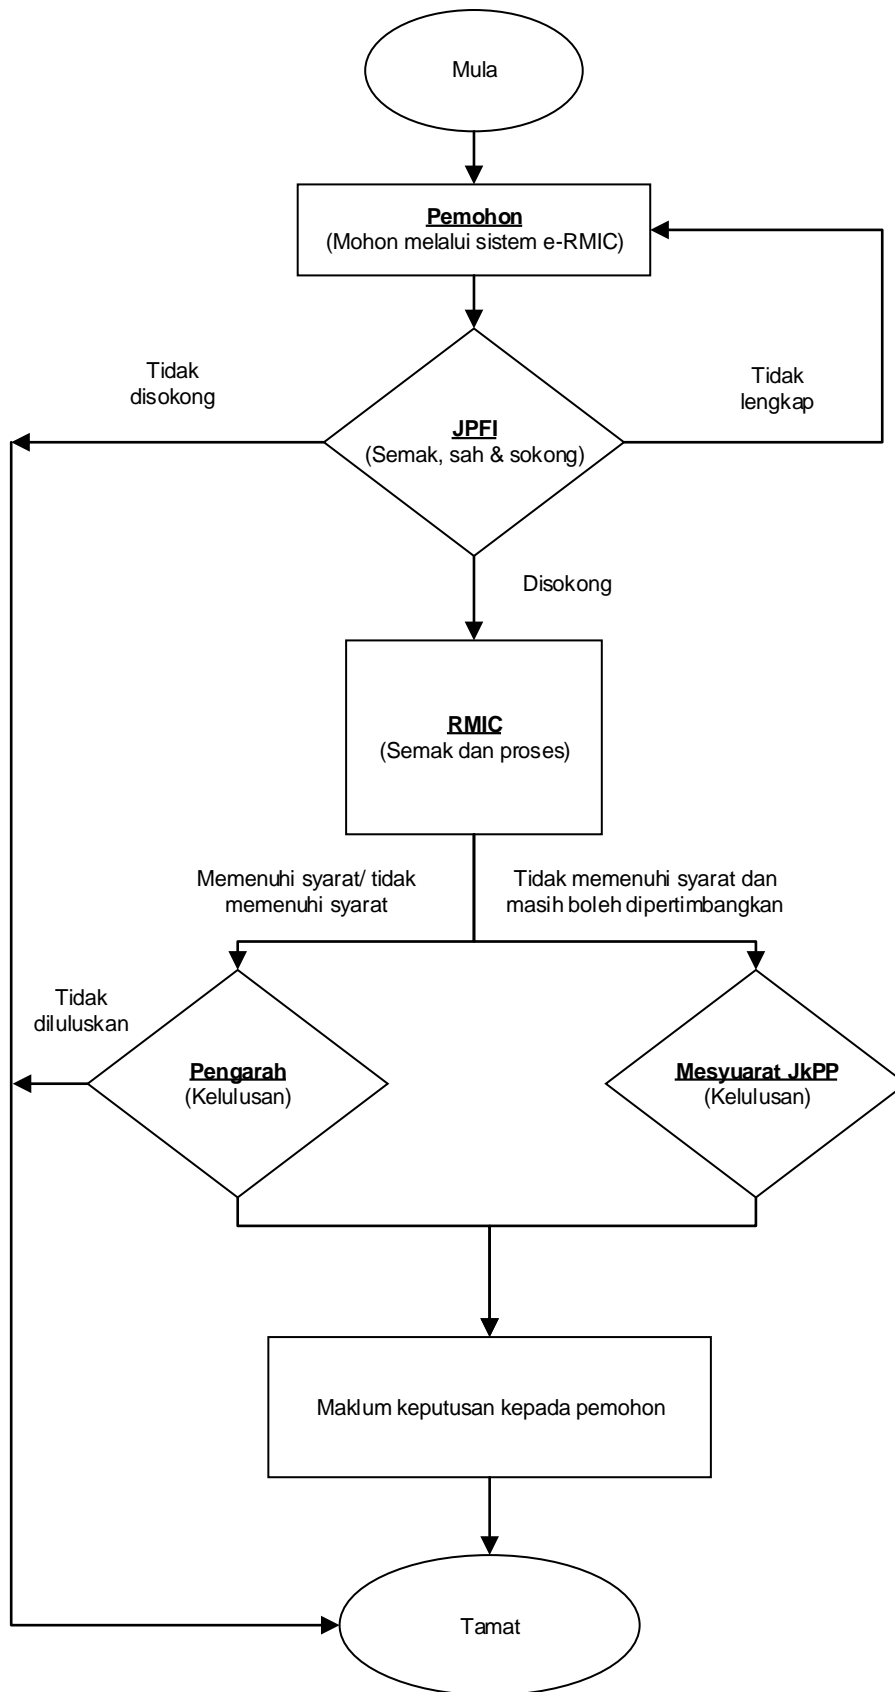 Mula
Pemohon
(Mohon melalui sistem e-RMIC)
Tidak
disokong
Tidak
lengkap
JPFI
(Semak, sah & sokong)
Disokong
RMIC
(Semak dan proses)
Memenuhi syarat/ tidak
memenuhi syarat
Tidak memenuhi syarat dan
masih boleh dipertimbangkan
Tidak
diluluskan
Pengarah
(Kelulusan)
Mesyuarat JkPP
(Kelulusan)
Maklum keputusan kepada pemohon
Tamat